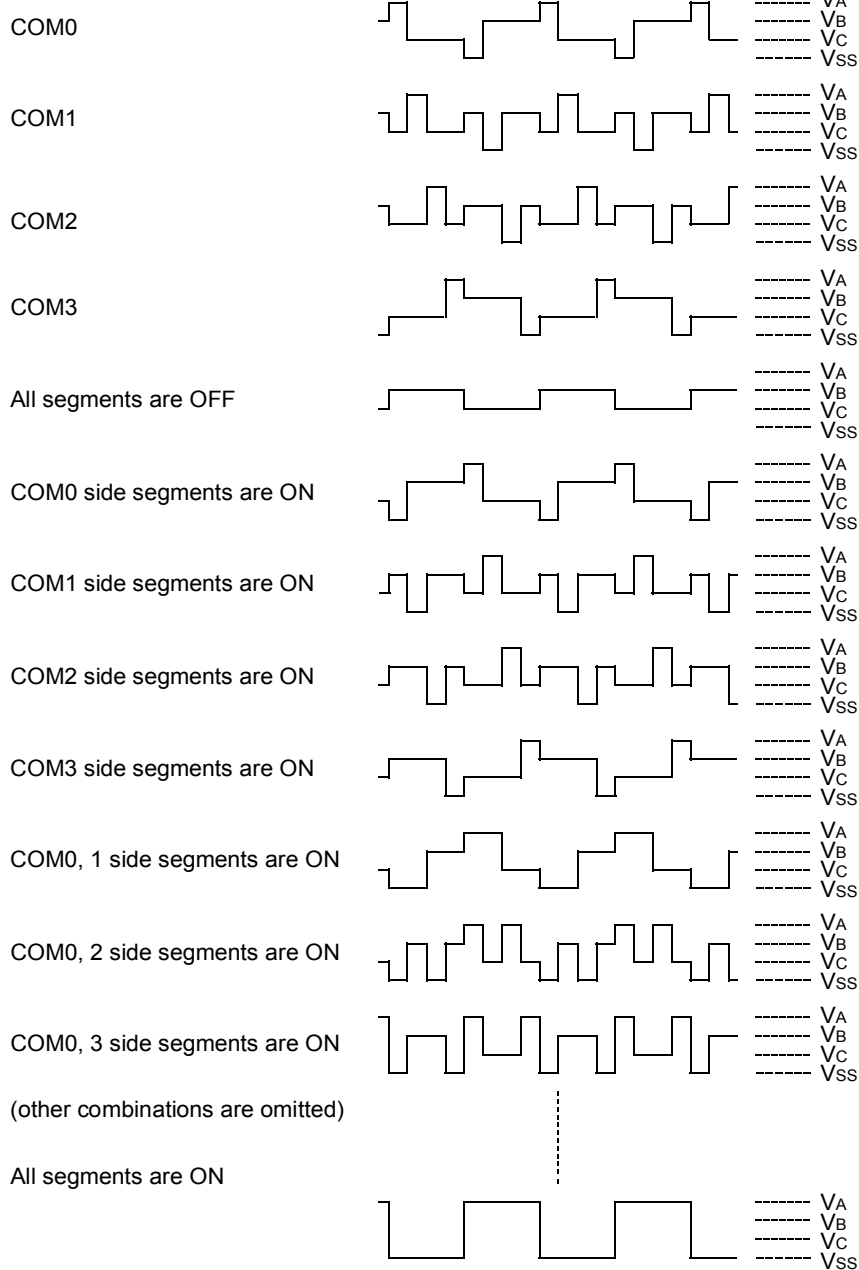 COM0
VA
VB
VC
VSS
COM1
VA
VB
VC
VSS
COM2
VA
VB
VC
VSS
COM3
VA
VB
VC
VSS
All segments are OFF
VA
VB
VC
VSS
COM0 side segments are ON
VA
VB
VC
VSS
COM1 side segments are ON
VA
VB
VC
VSS
COM2 side segments are ON
VA
VB
VC
VSS
COM3 side segments are ON
VA
VB
VC
VSS
COM0, 1 side segments are ON
VA
VB
VC
VSS
COM0, 2 side segments are ON
VA
VB
VC
VSS
COM0, 3 side segments are ON
VA
VB
VC
VSS
(other combinations are omitted)
All segments are ON
VA
VB
VC
VSS